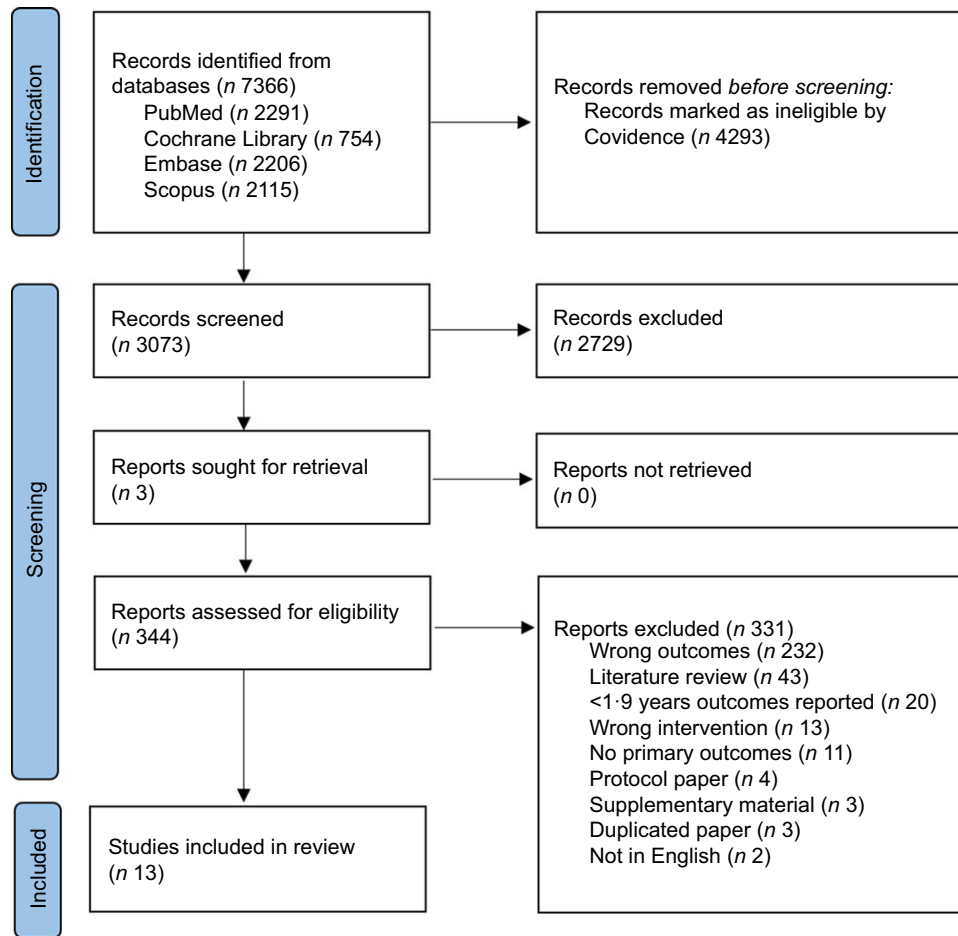 Identification
Records identified from
databases (n 7366)
PubMed (n 2291)
Cochrane Library (n 754)
Embase (n 2206)
Scopus (n 2115)
Records removed before screening:
Records marked as ineligible by
Covidence (n 4293)
Screening
Records screened
(n 3073)
Records excluded
(n 2729)
Reports sought for retrieval
(n 3)
Reports not retrieved
(n 0)
Reports assessed for eligibility
(n 344)
Reports excluded (n 331)
Wrong outcomes (n 232)
Literature review (n 43)
<1·9 years outcomes reported (n 20)
Wrong intervention (n 13)
No primary outcomes (n 11)
Protocol paper (n 4)
Supplementary material (n 3)
Duplicated paper (n 3)
Not in English (n 2)
Included
Studies included in review
(n 13)